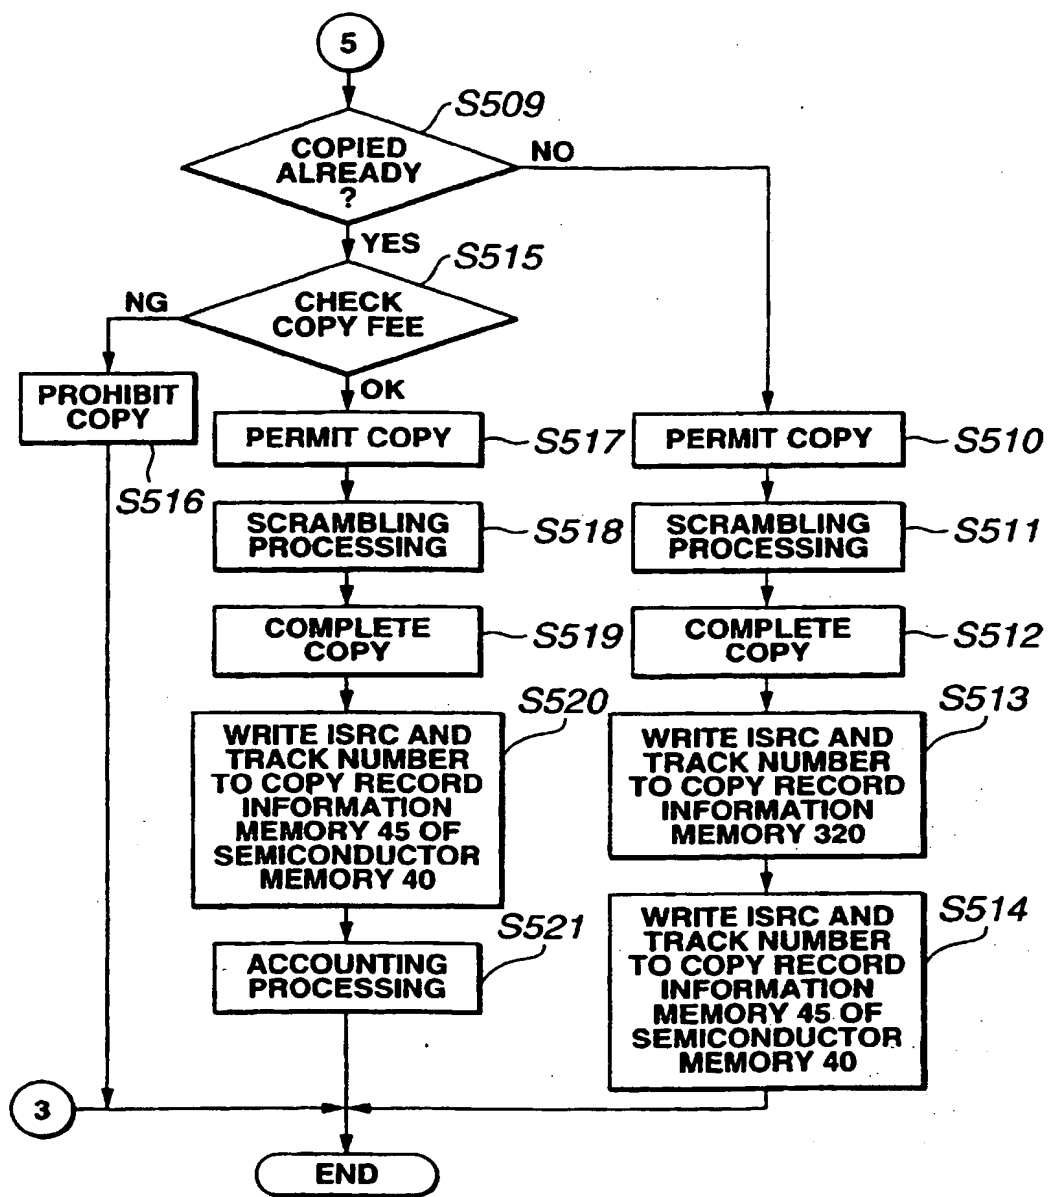 5
S509
COPIED
ALREADY
?
NO
YES
S515
NG
CHECK
COPY FEE
OK
PROHIBIT
COPY
S516
PERMIT COPY
S517
PERMIT COPY
S510
SCRAMBLING
PROCESSING
S518
SCRAMBLING
PROCESSING
S511
COMPLETE
COPY
S519
COMPLETE
COPY
S512
S520
WRITE ISRC AND
TRACK NUMBER
TO COPY RECORD
INFORMATION
MEMORY 45 OF
SEMICONDUCTOR
MEMORY 40
S513
WRITE ISRC AND
TRACK NUMBER
TO COPY RECORD
INFORMATION
MEMORY 320
S521
ACCOUNTING
PROCESSING
S514
WRITE ISRC AND
TRACK NUMBER
TO COPY RECORD
INFORMATION
MEMORY 45 OF
SEMICONDUCTOR
MEMORY 40
3
END